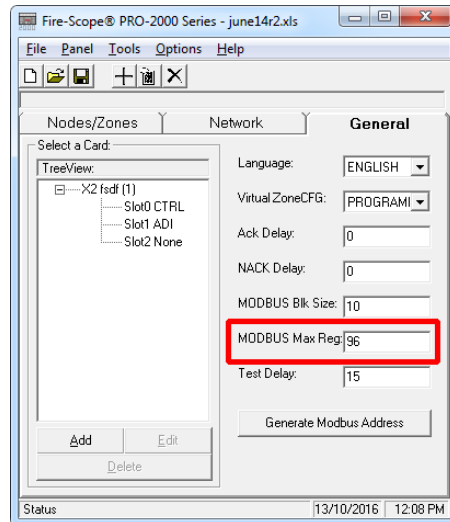 Fire-Scope® PRO-2000 Series - june14r2.xls
File Panel Tools Options Help
Nodes/Zones Network General
Select a Card:
TreeView:
X2 fsdf (1)
Slot0 CTRL
Slot1 ADI
Slot2 None
Add Edit
Delete
Language: ENGLISH
Virtual ZoneCFG: PROGRAMI
Ack Delay: 0
NACK Delay: 0
MODBUS Blk Size: 10
MODBUS Max Reg: 96
Test Delay: 15
Generate Modbus Address
Status 13/10/2016 12:08 PM